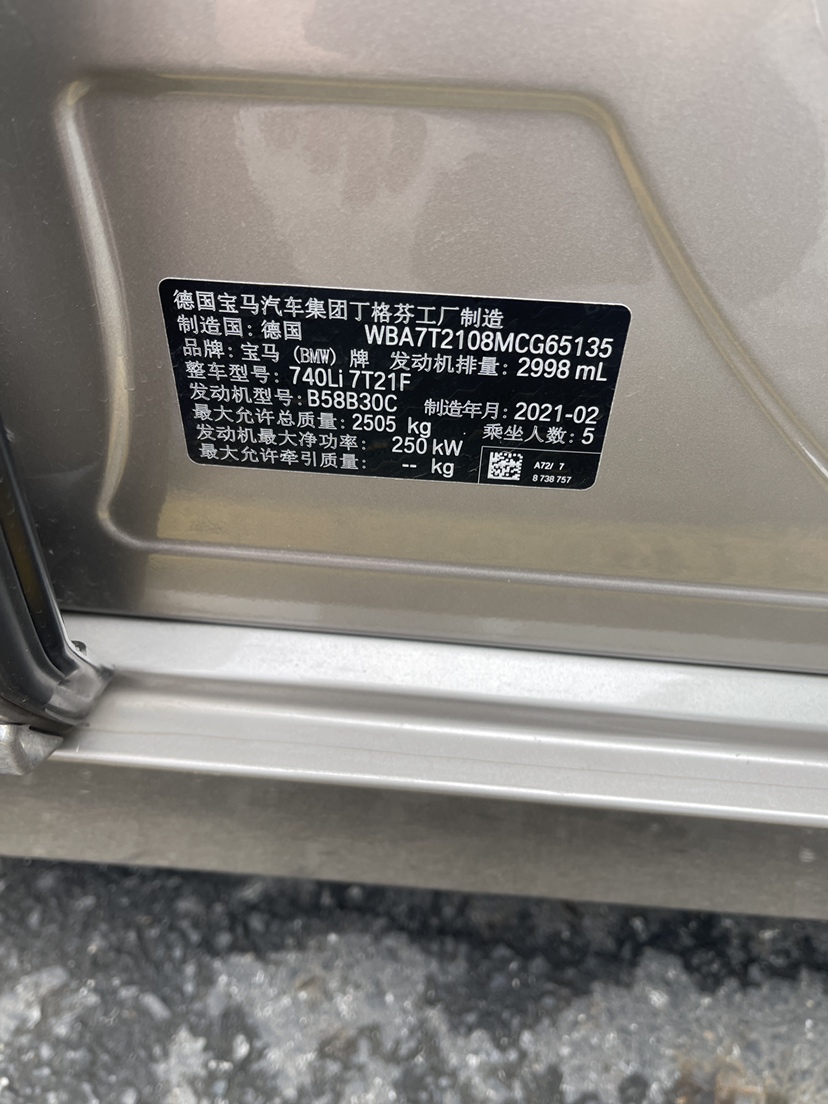 德国宝马汽车集团丁格芬工厂制造
制造国：德国 WBA7T2108MCG65135
品牌：宝马（BMW）牌 发动机排量：2998 mL
整车型号：740Li 7T21F
发动机型号：B58B30C 制造年月：2021-02
最大允许总质量：2505 kg 乘坐人数：5
发动机最大净功率：250 kW
最大允许牵引质量：-- kg
A72/ 7
8 738 757